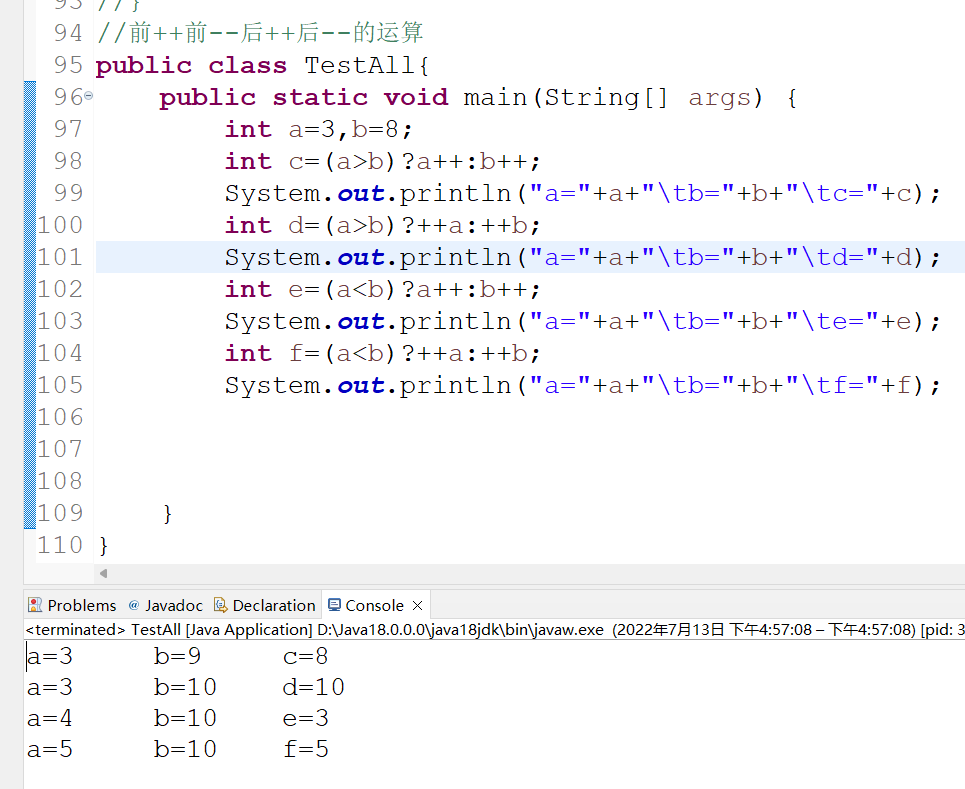 93 //}
94 //前++前--后++后--的运算
95 public class TestAll{
96 public static void main(String[] args) {
97 int a=3,b=8;
98 int c=(a>b)?a++:b++;
99 System.out.println("a="+a+"\tb="+b+"\tc="+c);
100 int d=(a>b)?++a:++b;
101 System.out.println("a="+a+"\tb="+b+"\td="+d);
102 int e=(a<b)?a++:b++;
103 System.out.println("a="+a+"\tb="+b+"\te="+e);
104 int f=(a<b)?++a:++b;
105 System.out.println("a="+a+"\tb="+b+"\tf="+f);
106
107
108
109 }
110 }
Problems @ Javadoc Declaration Console
<terminated> TestAll [Java Application] D:\Java18.0.0.0\java18jdk\bin\javaw.exe (2022年7月13日 下午4:57:08 – 下午4:57:08) [pid: 3
a=3 b=9 c=8
a=3 b=10 d=10
a=4 b=10 e=3
a=5 b=10 f=5